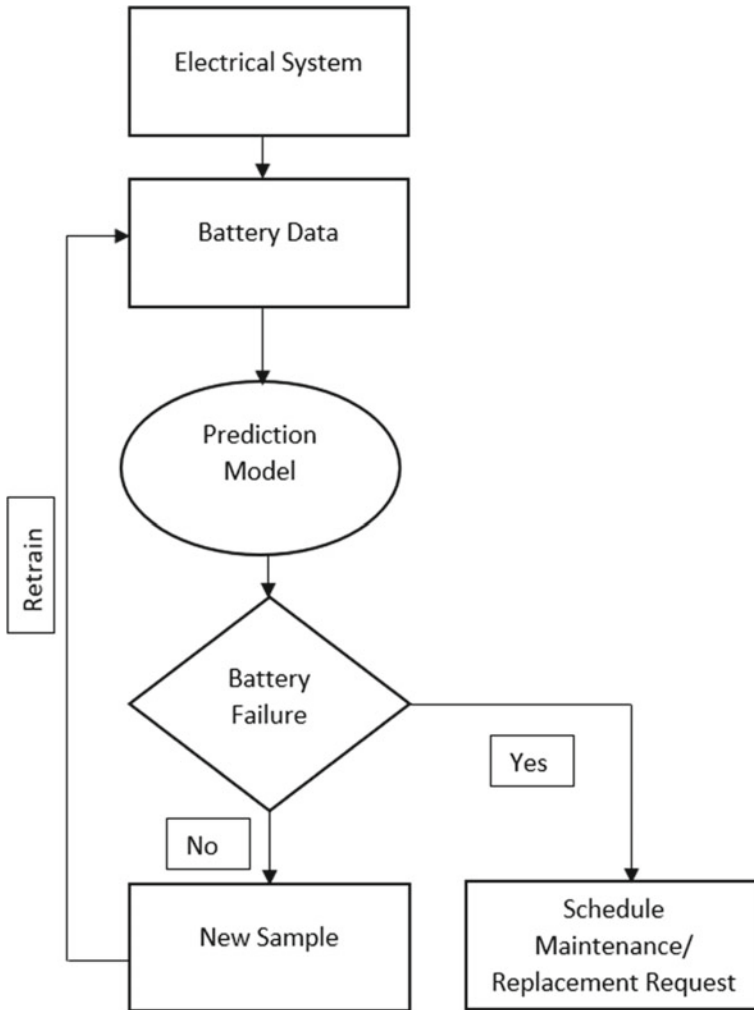 Electrical System
Battery Data
Prediction
Model
Retrain
Battery
Failure
Yes
No
New Sample
Schedule
Maintenance/
Replacement Request